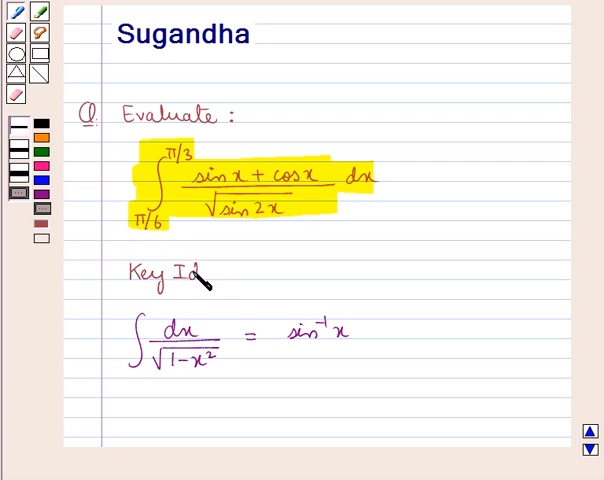 Sugandha
Q. Evaluate :
∫_{π/6}^{π/3} (sin x + cos x)/√(sin 2x) dx
Key Id
∫ dx/√(1-x²) = sin⁻¹x